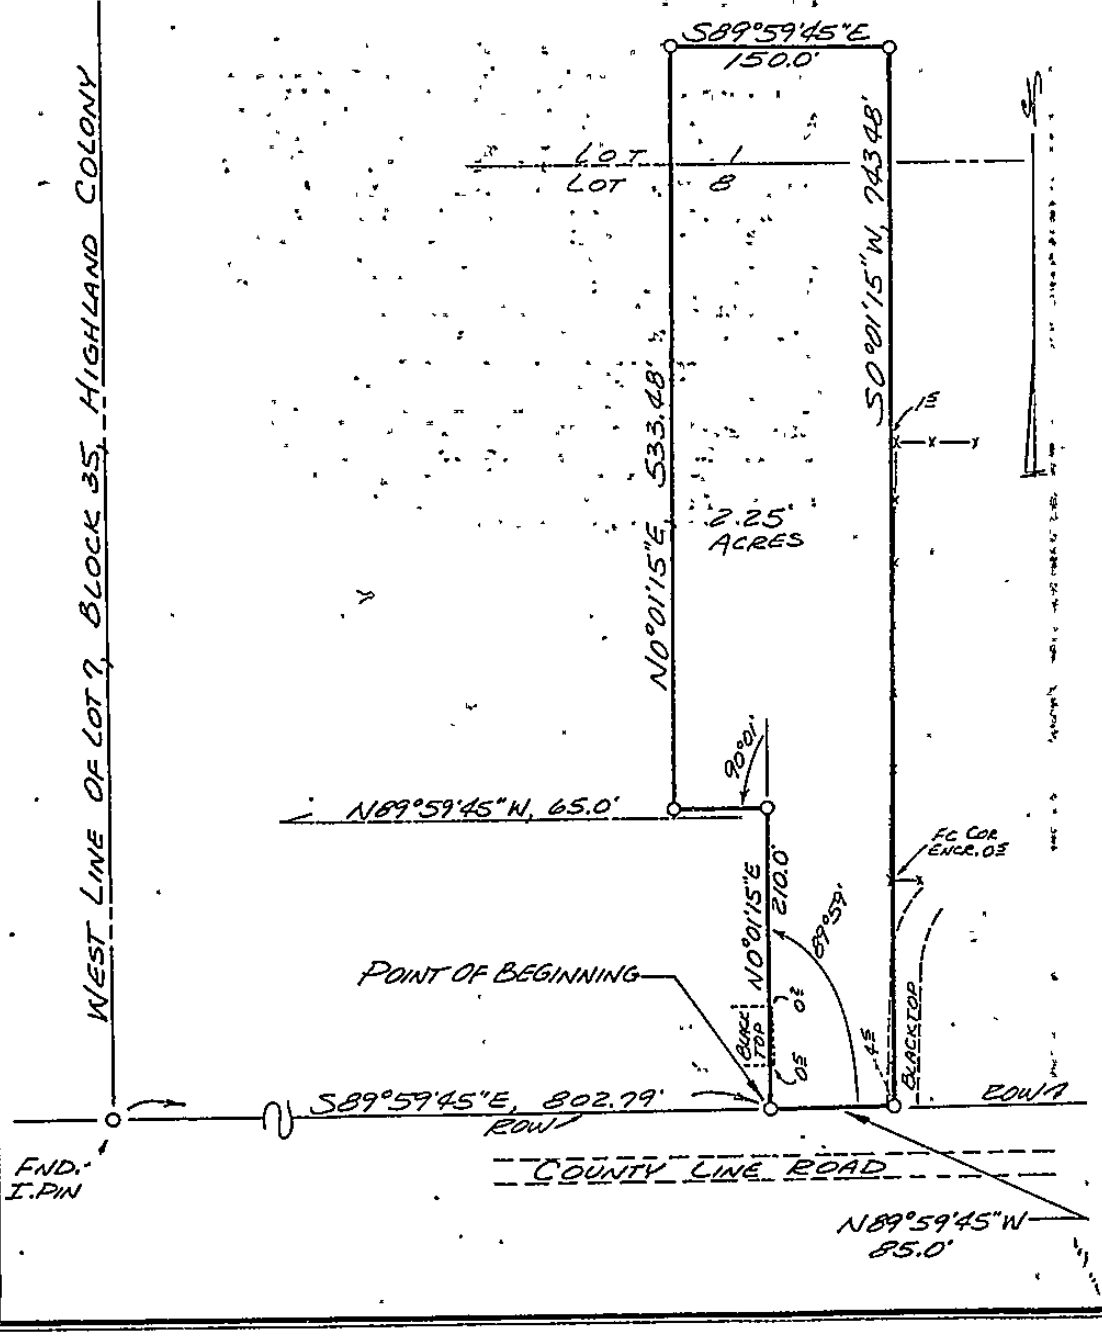 S89°59'45"E
150.0'
LOT 1
LOT 8
WEST LINE OF LOT 7, BLOCK 35, HIGHLAND COLONY
N0°01'15"E, 533.48'
S0°01'15"W, 743.48'
2.25
ACRES
90°01'
N89°59'45"W, 65.0'
FC COR
ENCR.
N0°01'15"E
210.0'
89°59'
POINT OF BEGINNING
BLACK
TOP
BLACKTOP
S89°59'45"E, 802.79'
ROW
ROW
FND.
I.PIN
COUNTY LINE ROAD
N89°59'45"W
85.0'